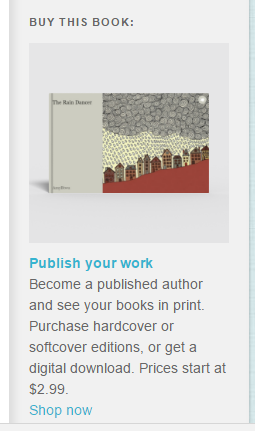 BUY THIS BOOK:
The Rain Dancer
Publish your work
Become a published author
and see your books in print.
Purchase hardcover or
softcover editions, or get a
digital download. Prices start at
$2.99.
Shop now